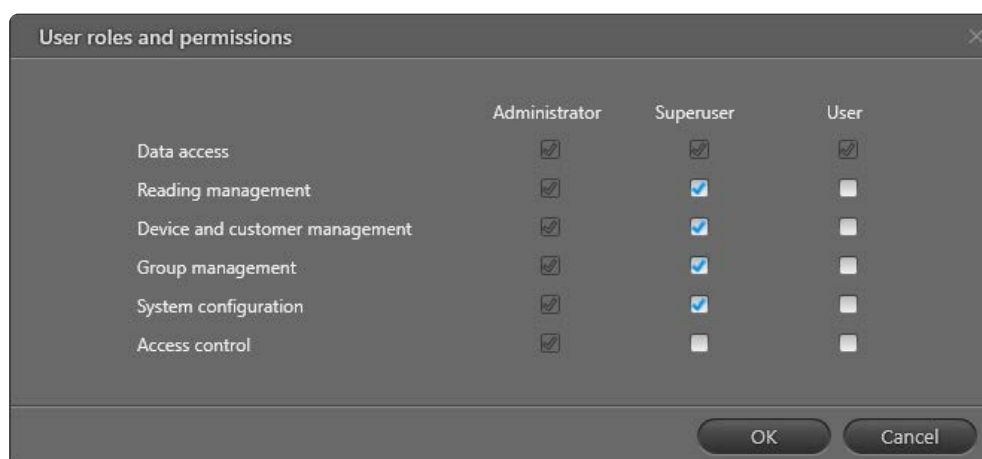 User roles and permissions
Administrator Superuser User
Data access
Reading management
Device and customer management
Group management
System configuration
Access control
OK Cancel